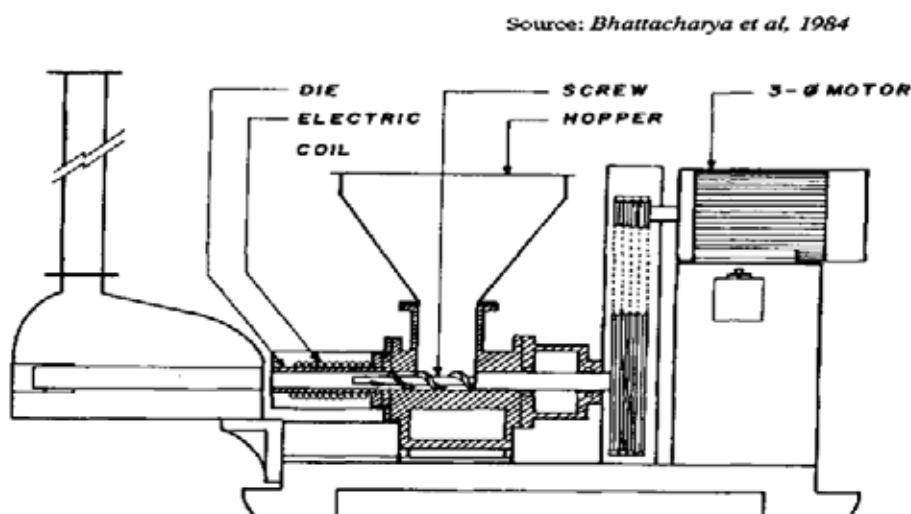 Source: Bhattacharya et al, 1984
DIE
ELECTRIC
COIL
SCREW
HOPPER
3-Ø MOTOR